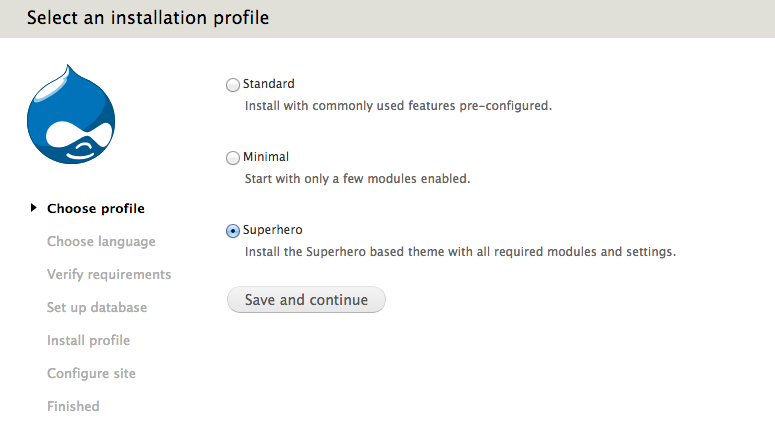 Select an installation profile
Standard
Install with commonly used features pre-configured.
Minimal
Start with only a few modules enabled.
Superhero
Install the Superhero based theme with all required modules and settings.
Save and continue
Choose profile
Choose language
Verify requirements
Set up database
Install profile
Configure site
Finished